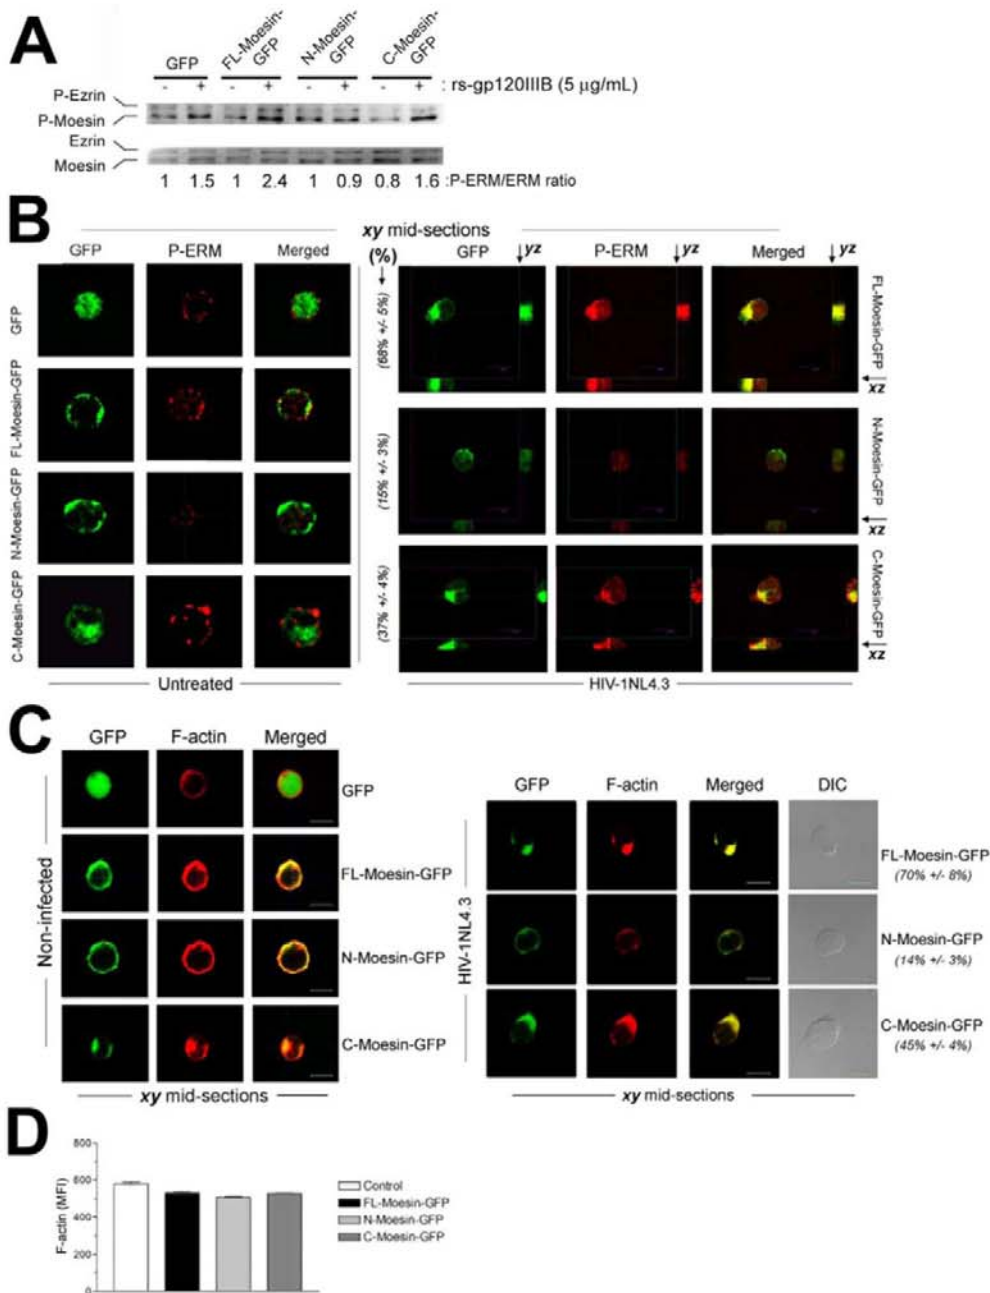 A
GFP
FL-Moesin-GFP
N-Moesin-GFP
C-Moesin-GFP
- + - + - + - + : rs-gp120IIIB (5 µg/mL)
P-Ezrin
P-Moesin
Ezrin
Moesin
1 1.5 1 2.4 1 0.9 0.8 1.6 :P-ERM/ERM ratio
B
xy mid-sections
GFP P-ERM Merged
(%)
GFP yz P-ERM yz Merged yz
GFP
FL-Moesin-GFP
N-Moesin-GFP
C-Moesin-GFP
Untreated
(68% +/- 5%)
FL-Moesin-GFP
xz
(15% +/- 3%)
N-Moesin-GFP
xz
(37% +/- 4%)
C-Moesin-GFP
xz
HIV-1NL4.3
C
GFP F-actin Merged
Non-infected
GFP
FL-Moesin-GFP
N-Moesin-GFP
C-Moesin-GFP
xy mid-sections
GFP F-actin Merged DIC
HIV-1NL4.3
FL-Moesin-GFP
(70% +/- 8%)
N-Moesin-GFP
(14% +/- 3%)
C-Moesin-GFP
(45% +/- 4%)
xy mid-sections
D
F-actin (MFI)
800
600
400
200
0
Control
FL-Moesin-GFP
N-Moesin-GFP
C-Moesin-GFP